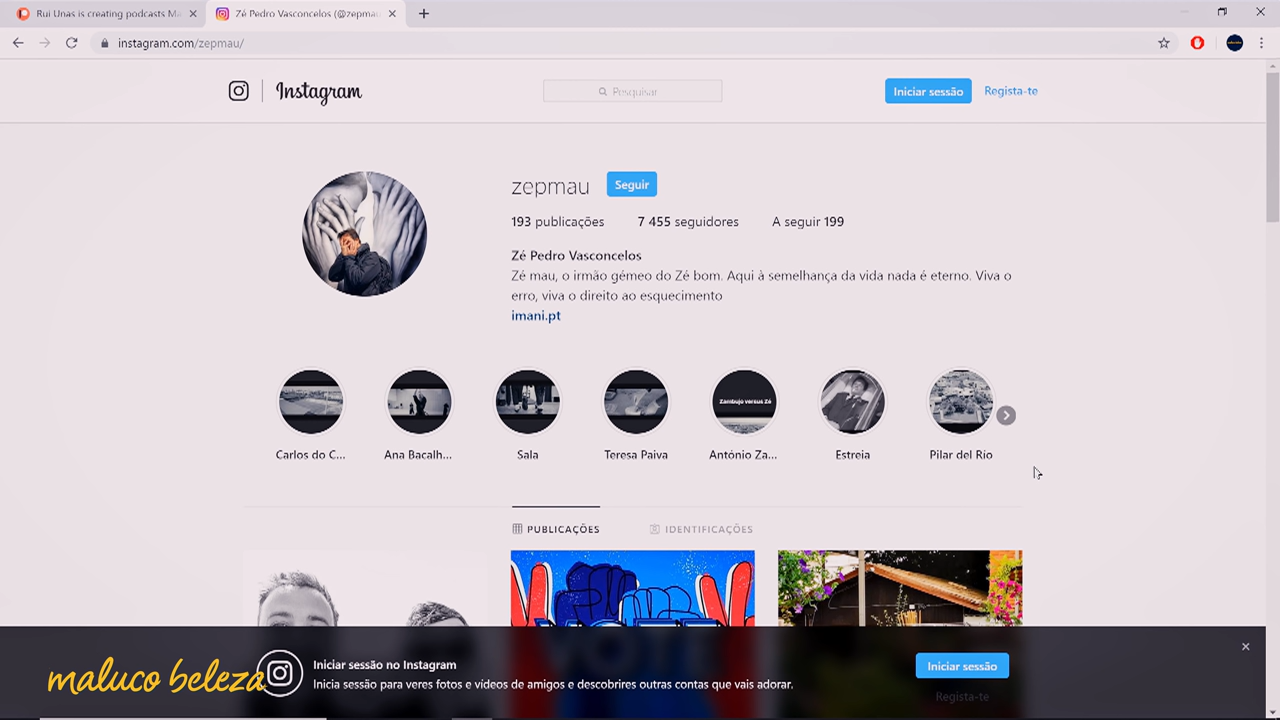 Rui Unas is creating podcasts M
Zé Pedro Vasconcelos (@zepmau
instagram.com/zepmau/
Instagram
Pesquisar
Iniciar sessão
Regista-te
zepmau
Seguir
193 publicações 7 455 seguidores A seguir 199
Zé Pedro Vasconcelos
Zé mau, o irmão gémeo do Zé bom. Aqui à semelhança da vida nada é eterno. Viva o
erro, viva o direito ao esquecimento
imani.pt
Zambujo versus Zé
Carlos do C... Ana Bacalh... Sala Teresa Paiva António Za... Estreia Pilar del Río
PUBLICAÇÕES IDENTIFICAÇÕES
maluco beleza
Iniciar sessão no Instagram
Inicia sessão para veres fotos e vídeos de amigos e descobrires outras contas que vais adorar.
Iniciar sessão
Regista-te